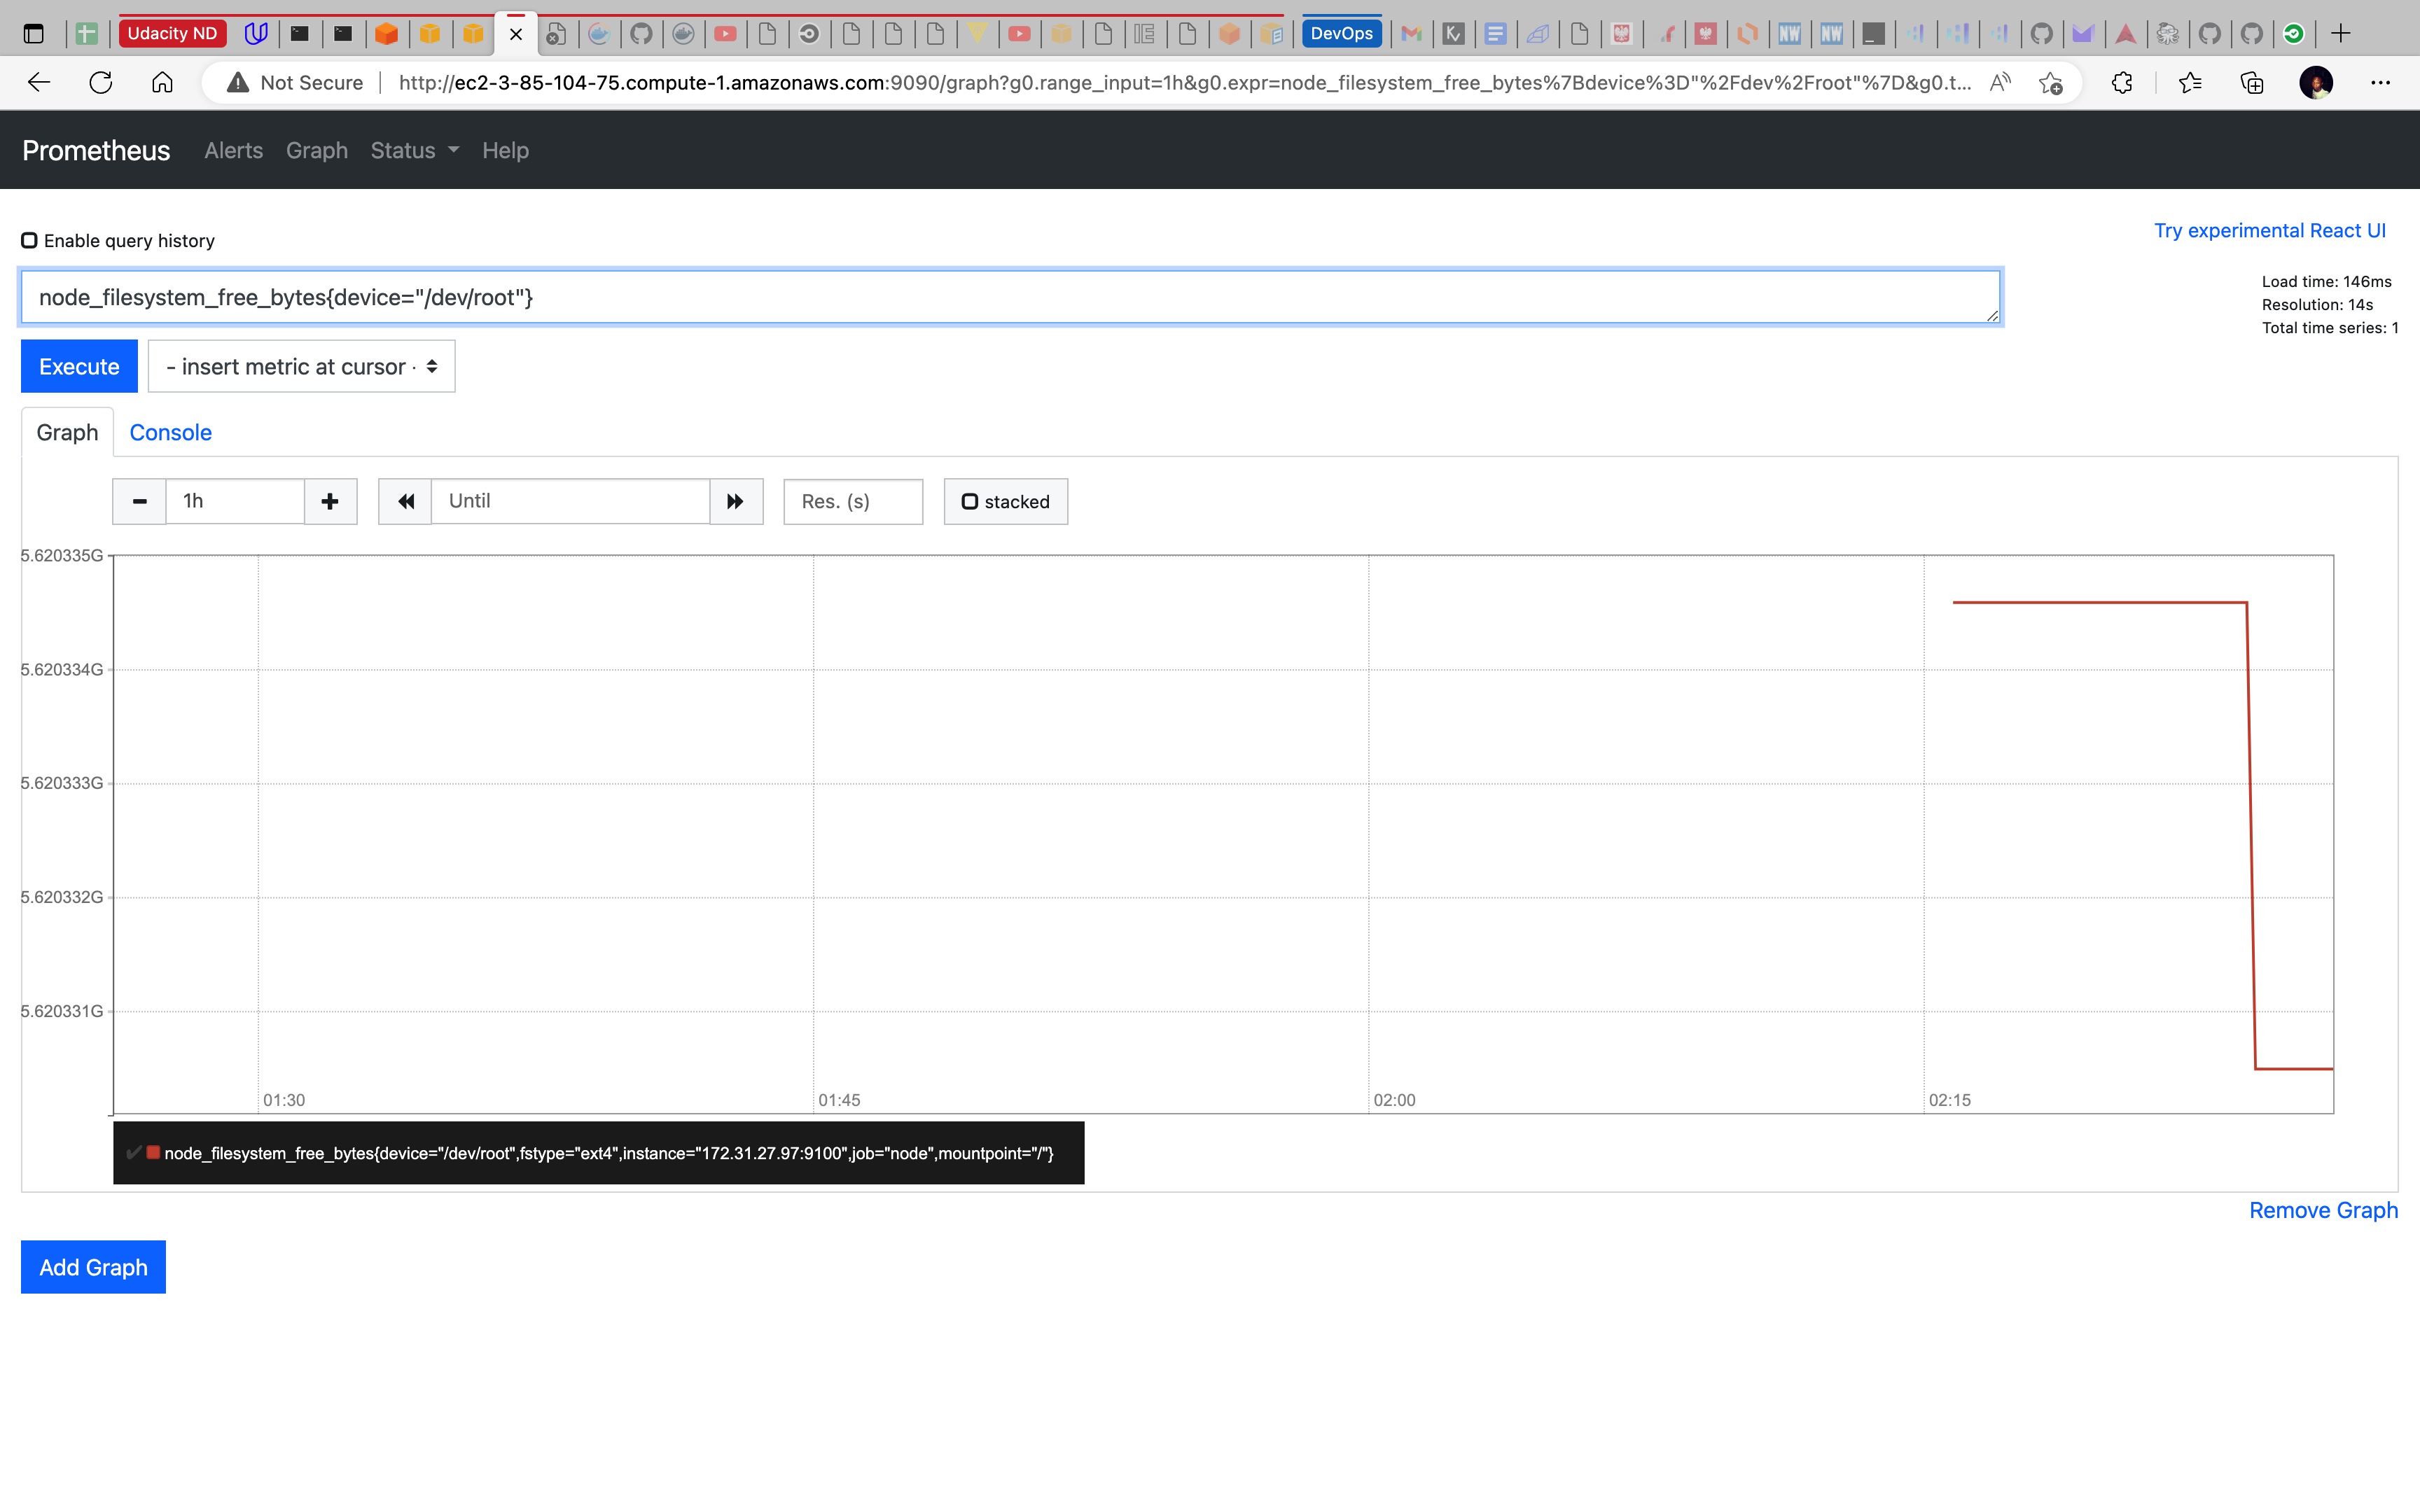 Udacity ND
DevOps
NW
NW
Not Secure
http://ec2-3-85-104-75.compute-1.amazonaws.com:9090/graph?g0.range_input=1h&g0.expr=node_filesystem_free_bytes%7Bdevice%3D"%2Fdev%2Froot"%7D&g0.t...
Prometheus Alerts Graph Status Help
Enable query history
Try experimental React UI
node_filesystem_free_bytes{device="/dev/root"}
Load time: 146ms
Resolution: 14s
Total time series: 1
Execute
- insert metric at cursor -
Graph
Console
1h
Until
Res. (s)
stacked
5.620335G
5.620334G
5.620333G
5.620332G
5.620331G
01:30
01:45
02:00
02:15
node_filesystem_free_bytes{device="/dev/root",fstype="ext4",instance="172.31.27.97:9100",job="node",mountpoint="/"}
Remove Graph
Add Graph